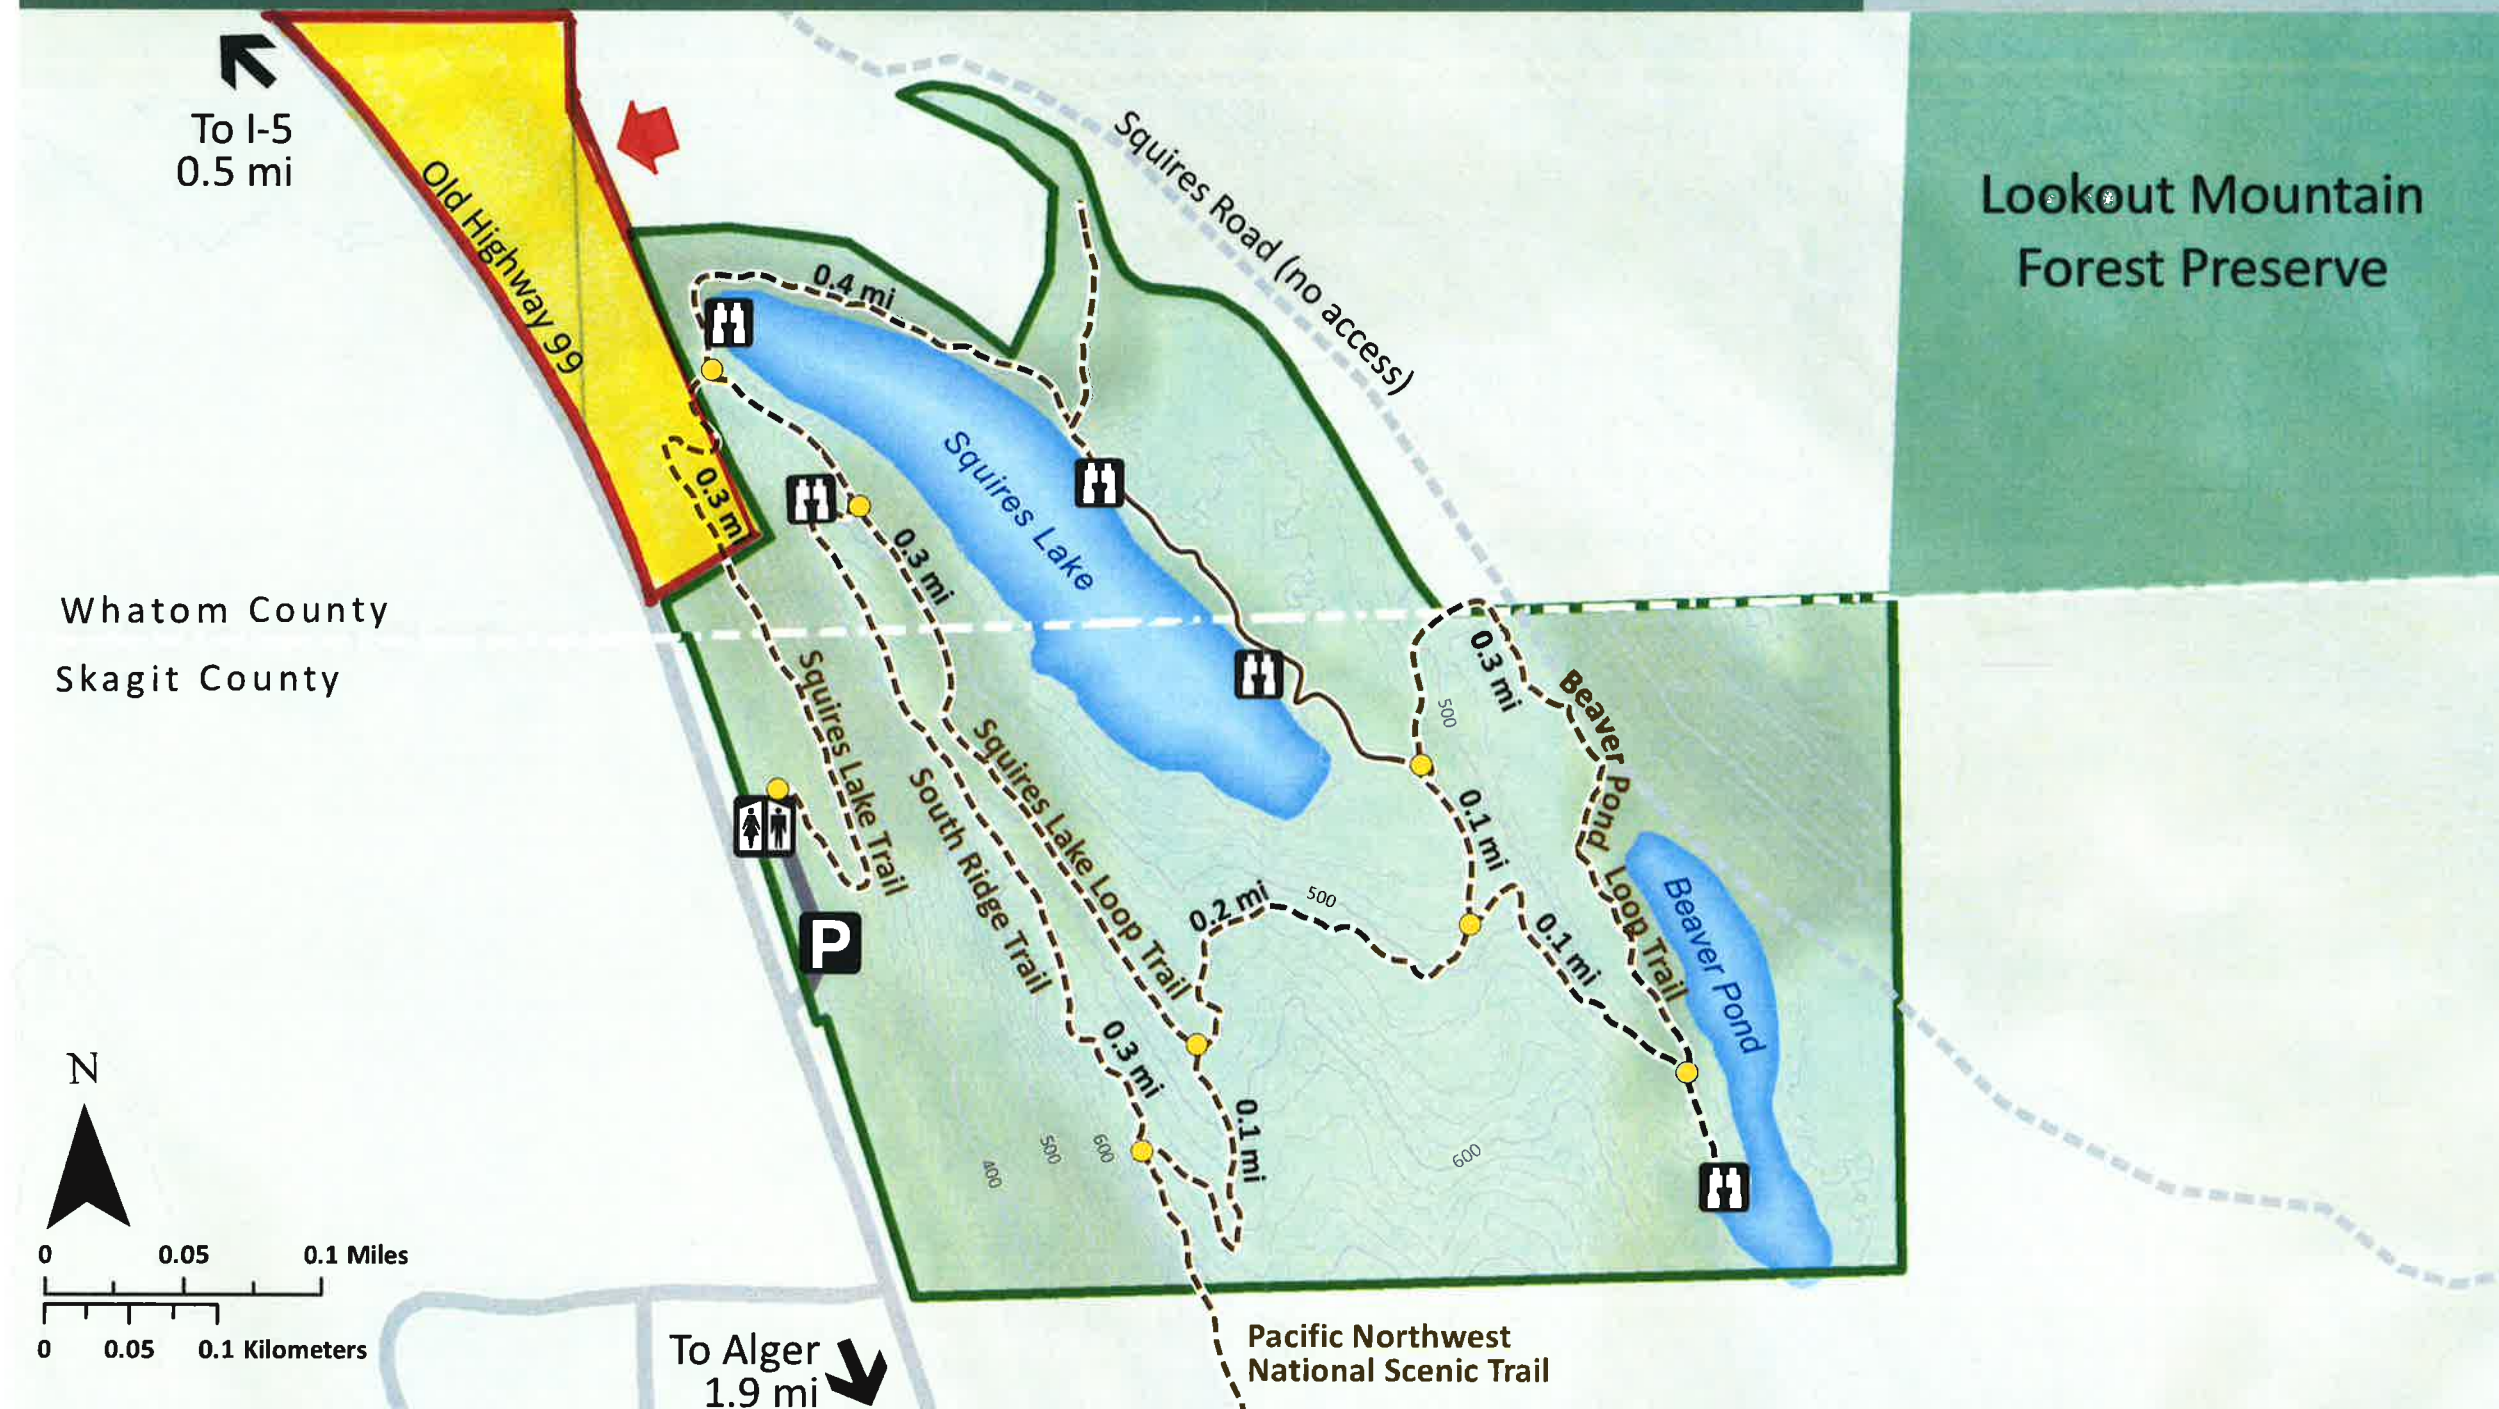 To I-5
0.5 mi
Old Highway 99
Squires Road (no access)
Lookout Mountain
Forest Preserve
0.4 mi
0.3 mi
Squires Lake
0.3 mi
Whatom County
Skagit County
0.3 mi
Beaver Pond Loop Trail
500
Squires Lake Trail
South Ridge Trail
Squires Lake Loop Trail
0.1 mi
0.2 mi
500
0.1 mi
Beaver Pond
P
0.3 mi
0.1 mi
400
500
600
600
N
0 0.05 0.1 Miles
0 0.05 0.1 Kilometers
To Alger
1.9 mi
Pacific Northwest
National Scenic Trail